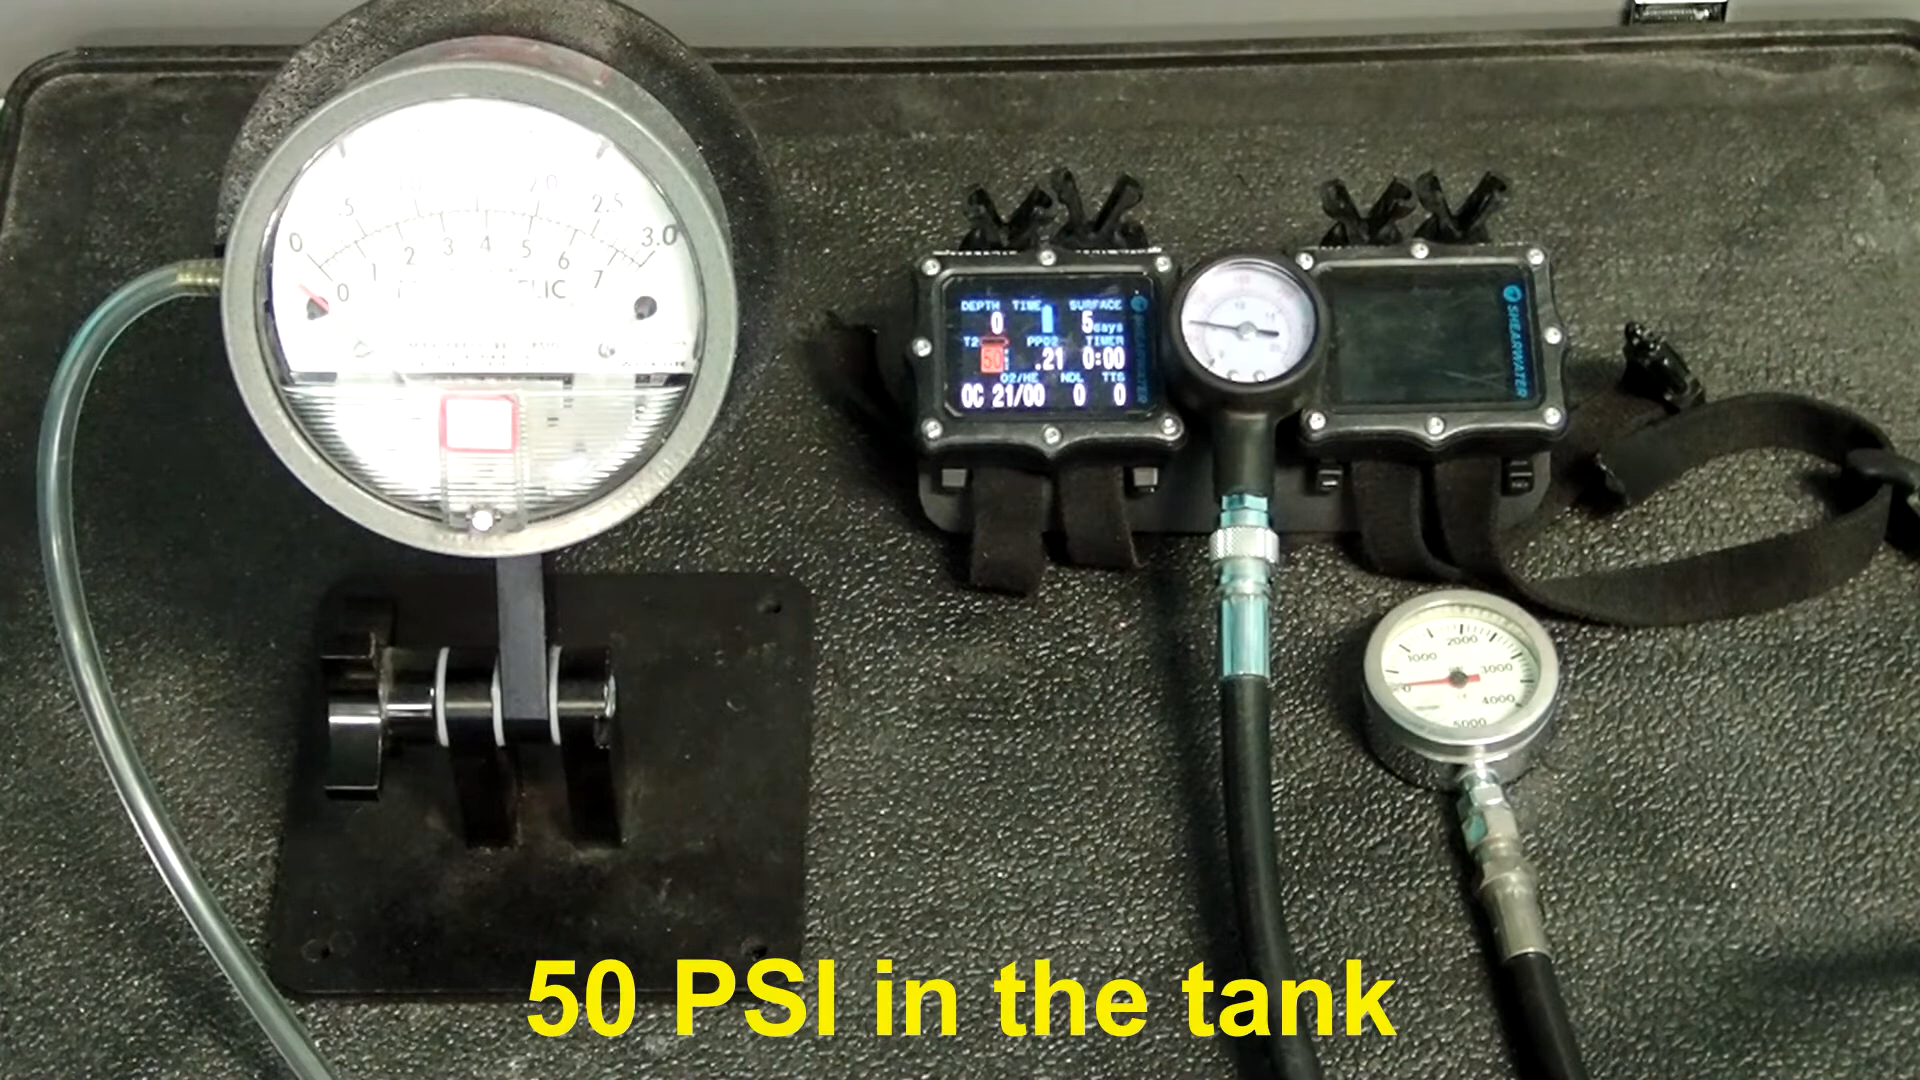 .5 1.0 2.0 2.5
0 3.0
0 1 2 3 4 5 6 7
DEPTH TIME SURFACE
0 5days
T2 PPO2 TIMER
50 .21 0:00
O2/HE NDL TTS
OC 21/00 0 0
SHEARWATER
SHEARWATER
0 1000 2000 3000 4000 5000
50 PSI in the tank